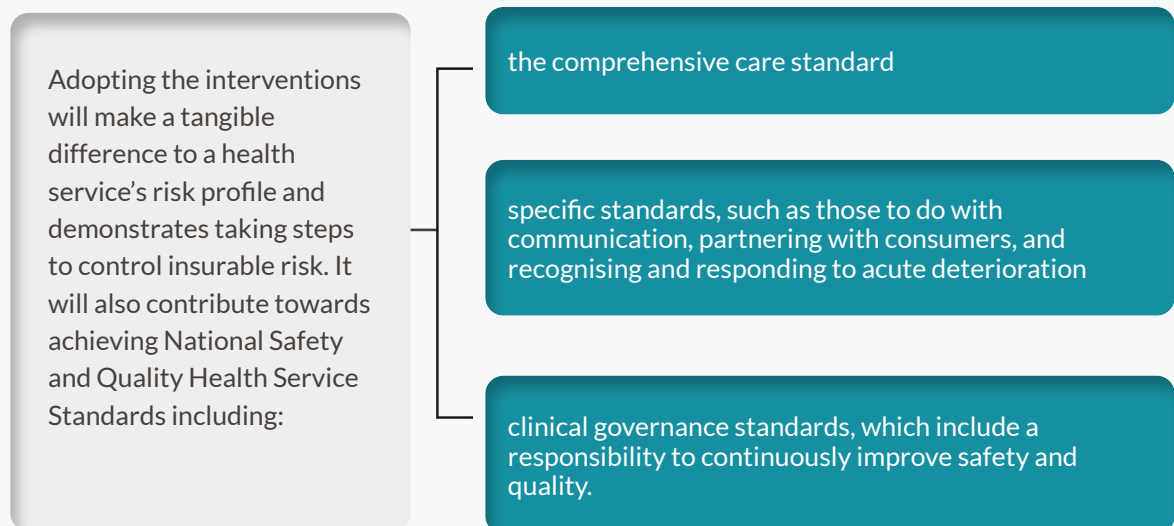 Adopting the interventions
will make a tangible
difference to a health
service’s risk profile and
demonstrates taking steps
to control insurable risk. It
will also contribute towards
achieving National Safety
and Quality Health Service
Standards including:
the comprehensive care standard
specific standards, such as those to do with
communication, partnering with consumers, and
recognising and responding to acute deterioration
clinical governance standards, which include a
responsibility to continuously improve safety and
quality.